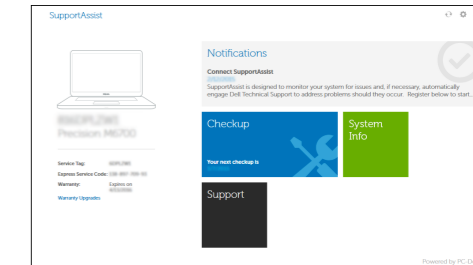 SupportAssist
Notifications
Connect SupportAssist
SupportAssist is designed to monitor your system for issues and, if necessary, automatically
engage Dell Technical Support to address problems should they occur. Register below to start...
Precision M6700
Checkup
Your next checkup is
System
Info
Service Tag:
Express Service Code:
Warranty: Expires on
Warranty Upgrades
Support
Powered by PC-D